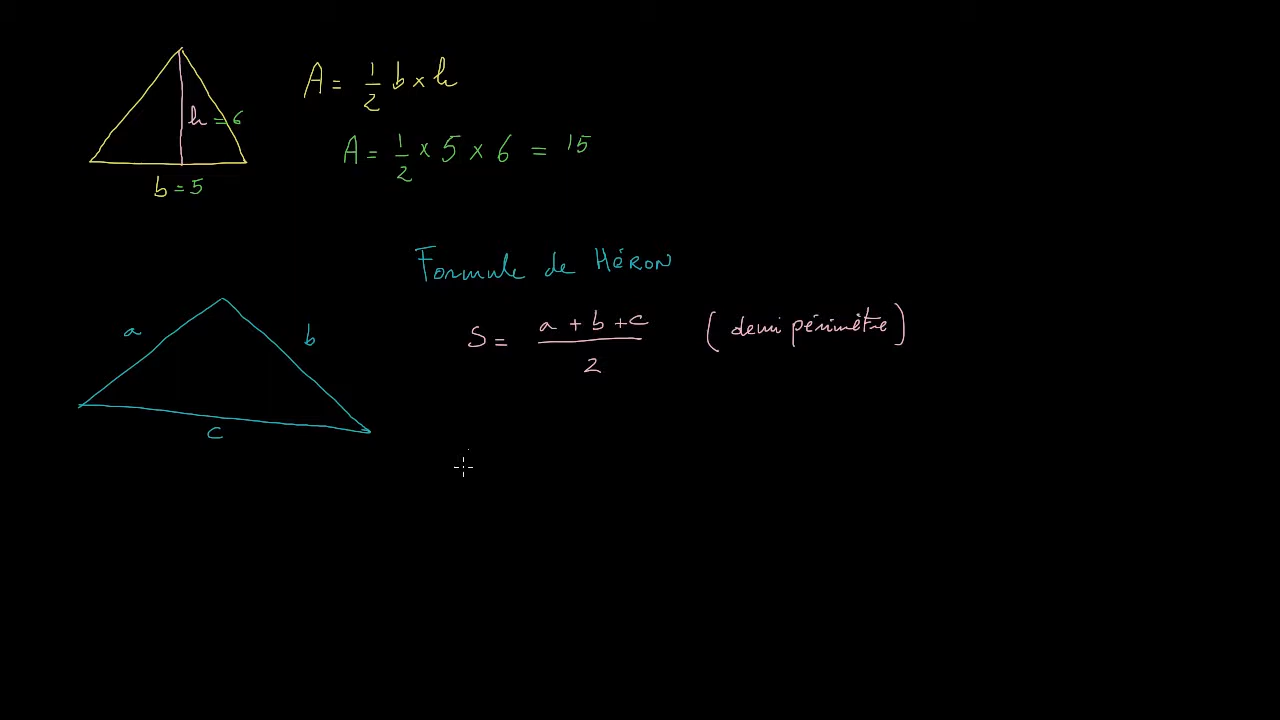 A = 1/2 b × h
h = 6
A = 1/2 × 5 × 6 = 15
b = 5
Formule de HÉRON
a
b
S = a + b + c / 2 (demi périmètre)
c